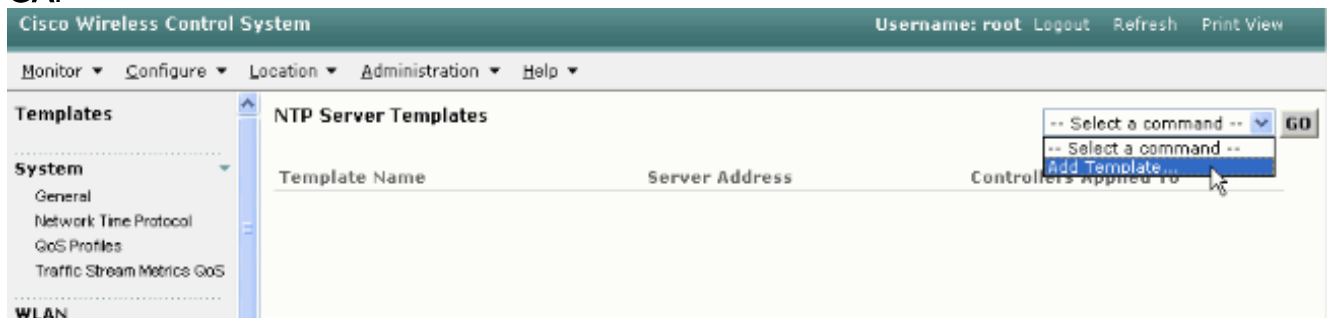 Cisco Wireless Control System
Username: root Logout Refresh Print View
Monitor Configure Location Administration Help
Templates
NTP Server Templates
-- Select a command -- GO
-- Select a command --
Add Template...
System
Template Name Server Address Controllers Applied To
General
Network Time Protocol
QoS Profiles
Traffic Stream Metrics QoS
WLAN